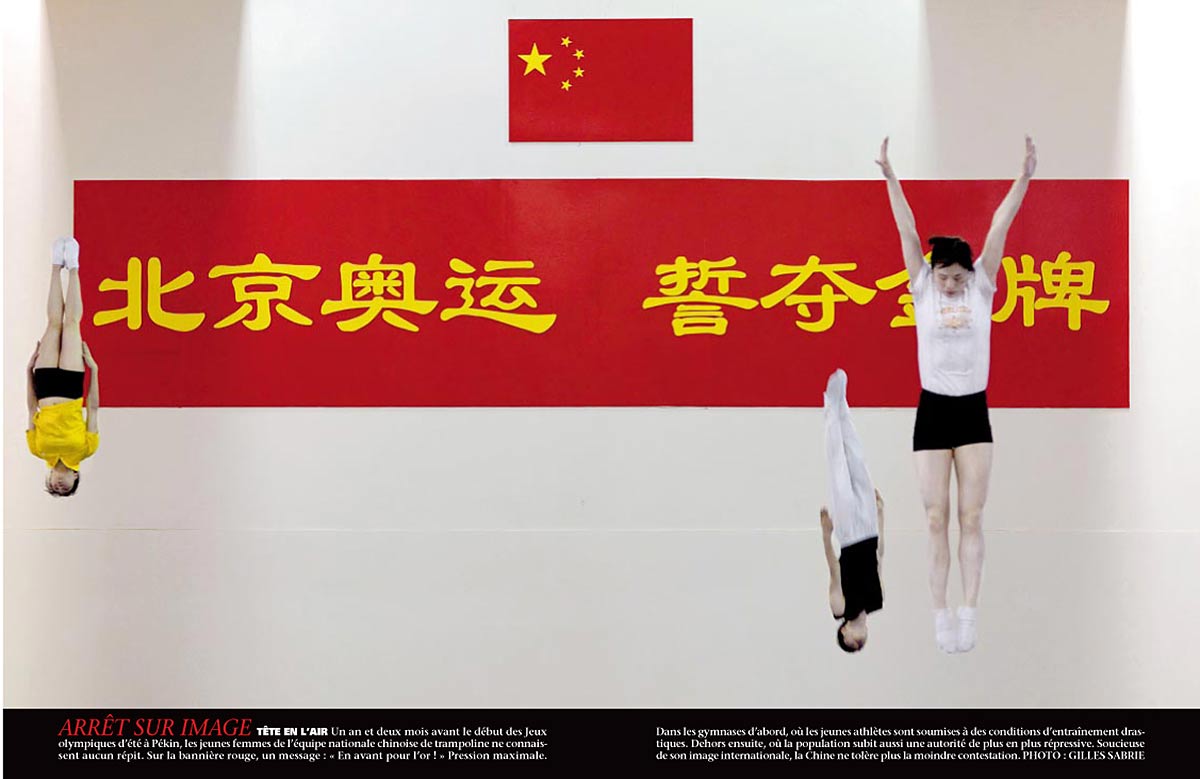 北京奥运 誓夺金牌
ARRÊT SUR IMAGE TÊTE EN L'AIR Un an et deux mois avant le début des Jeux
olympiques d'été à Pékin, les jeunes femmes de l'équipe nationale chinoise de trampoline ne connais-
sent aucun répit. Sur la bannière rouge, un message : « En avant pour l'or ! » Pression maximale.
Dans les gymnases d'abord, où les jeunes athlètes sont soumises à des conditions d'entraînement dras-
tiques. Dehors ensuite, où la population subit aussi une autorité de plus en plus répressive. Soucieuse
de son image internationale, la Chine ne tolère plus la moindre contestation. PHOTO : GILLES SABRIE